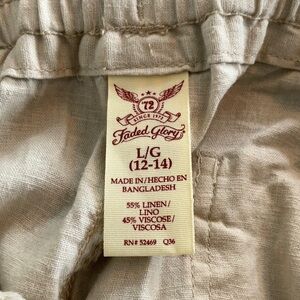 72
SINCE 1972
Faded Glory
L/G
(12-14)
MADE IN/HECHO EN
BANGLADESH
55% LINEN/
LINO
45% VISCOSE/
VISCOSA
RN# 52469 Q36